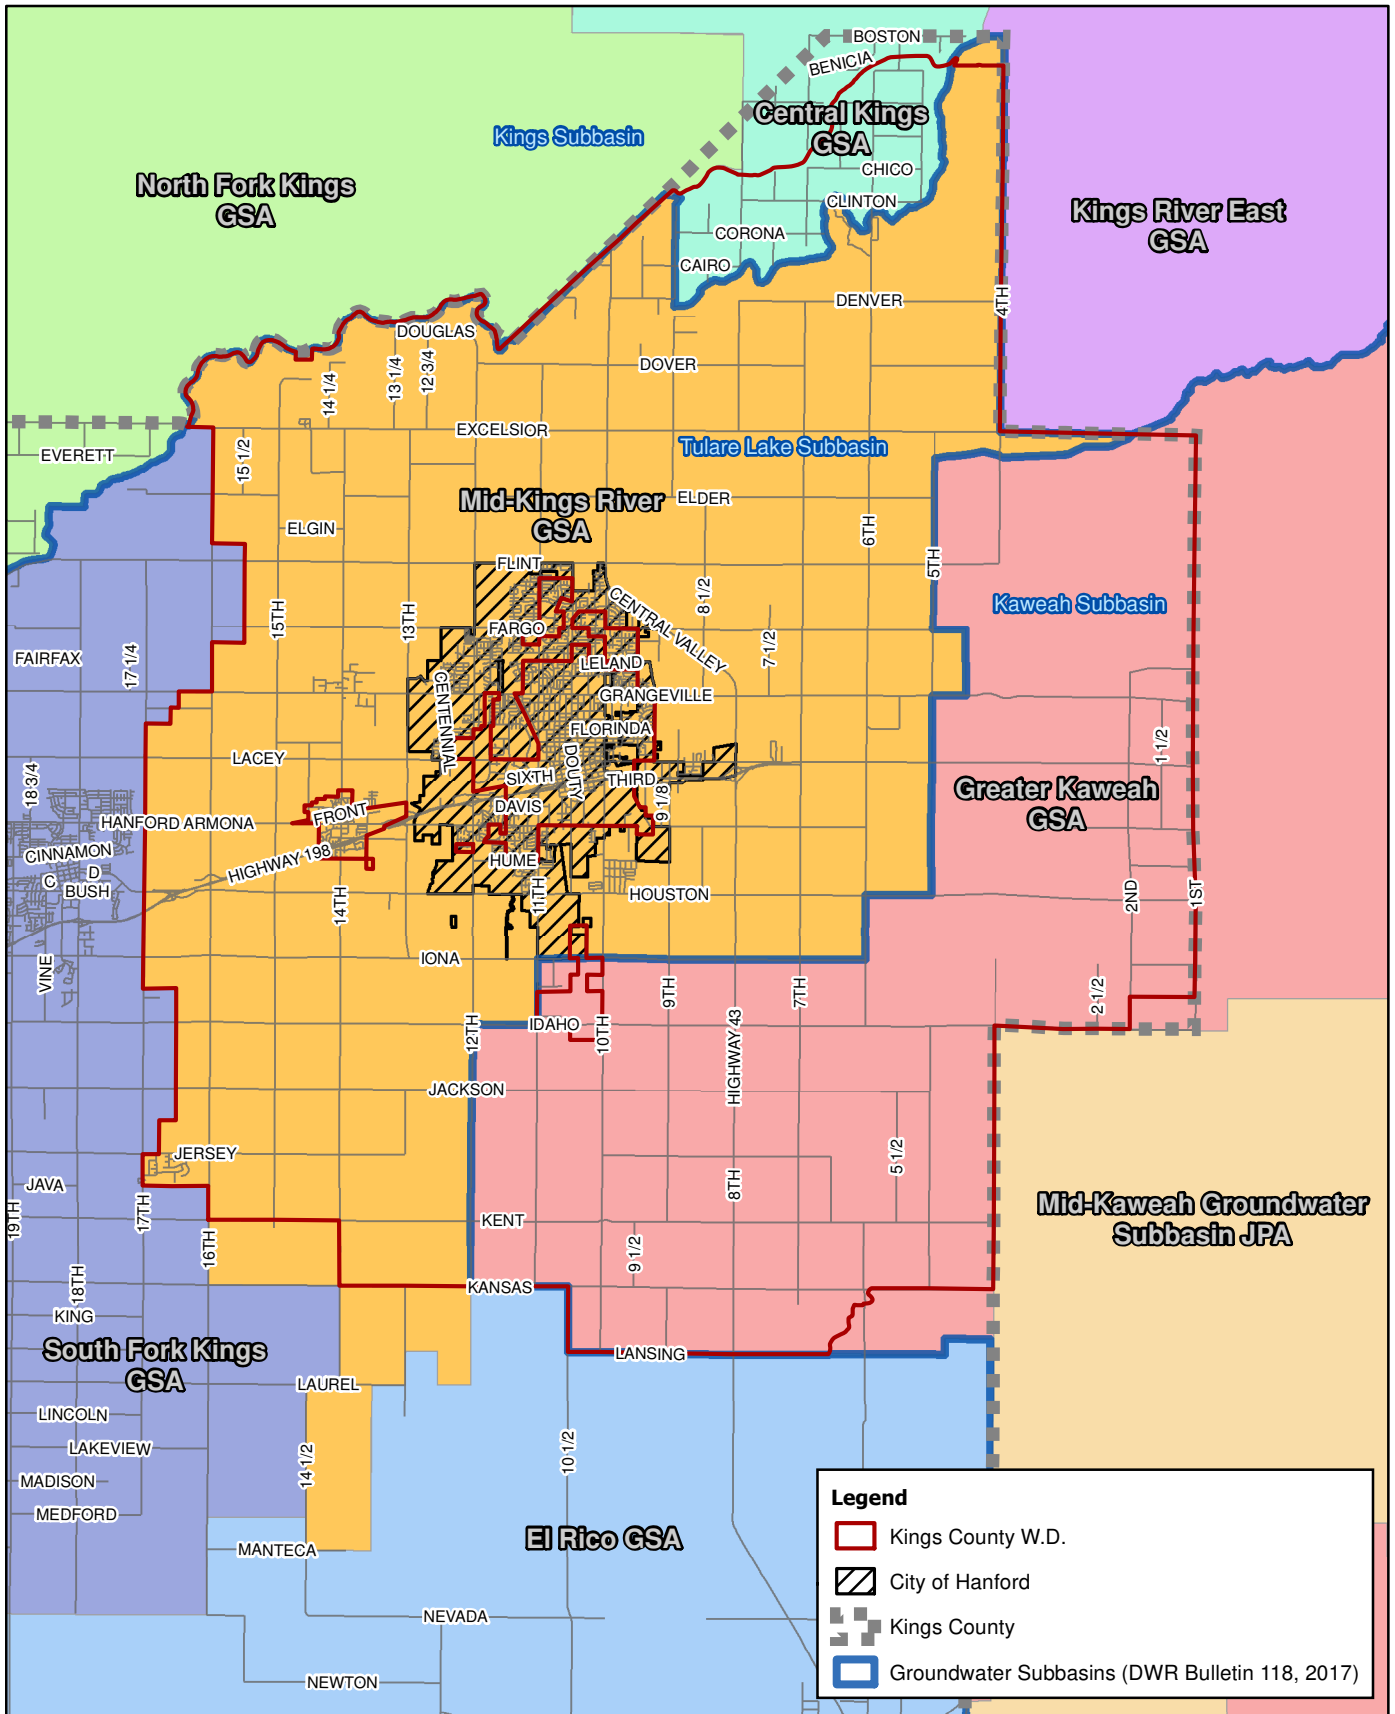 BOSTON
BENICIA
Central Kings
GSA
Kings Subbasin
CHICO
North Fork Kings
GSA
CLINTON
Kings River East
GSA
CORONA
CAIRO
DENVER
4TH
DOUGLAS
DOVER
14 1/4
13 1/4
12 3/4
EXCELSIOR
Tulare Lake Subbasin
EVERETT
15 1/2
Mid-Kings River
GSA
ELDER
ELGIN
6TH
5TH
FLINT
8 1/2
CENTRAL VALLEY
Kaweah Subbasin
15TH
13TH
FARGO
7 1/2
FAIRFAX
17 1/4
LELAND
GRANGEVILLE
CENTENNIAL
FLORINDA
1 1/2
LACEY
DOUTY
18 3/4
SIXTH
THIRD
Greater Kaweah
GSA
DAVIS
9 1/8
FRONT
HANFORD ARMONA
CINNAMON
HIGHWAY 198
HUME
D
C
BUSH
14TH
11TH
HOUSTON
2ND
1ST
IONA
VINE
9TH
7TH
2 1/2
12TH
IDAHO
10TH
HIGHWAY 43
JACKSON
JERSEY
5 1/2
JAVA
8TH
19TH
17TH
Mid-Kaweah Groundwater
Subbasin JPA
KENT
16TH
9 1/2
18TH
KANSAS
KING
South Fork Kings
GSA
LANSING
LAUREL
LINCOLN
LAKEVIEW
14 1/2
10 1/2
MADISON
MEDFORD
El Rico GSA
MANTECA
NEVADA
NEWTON
Legend
Kings County W.D.
City of Hanford
Kings County
Groundwater Subbasins (DWR Bulletin 118, 2017)